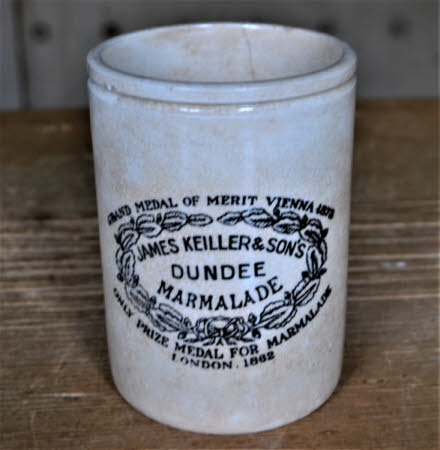 GRAND MEDAL OF MERIT VIENNA 1873
JAMES KEILLER & SON'S
DUNDEE
MARMALADE
ONLY PRIZE MEDAL FOR MARMALADE
LONDON. 1862